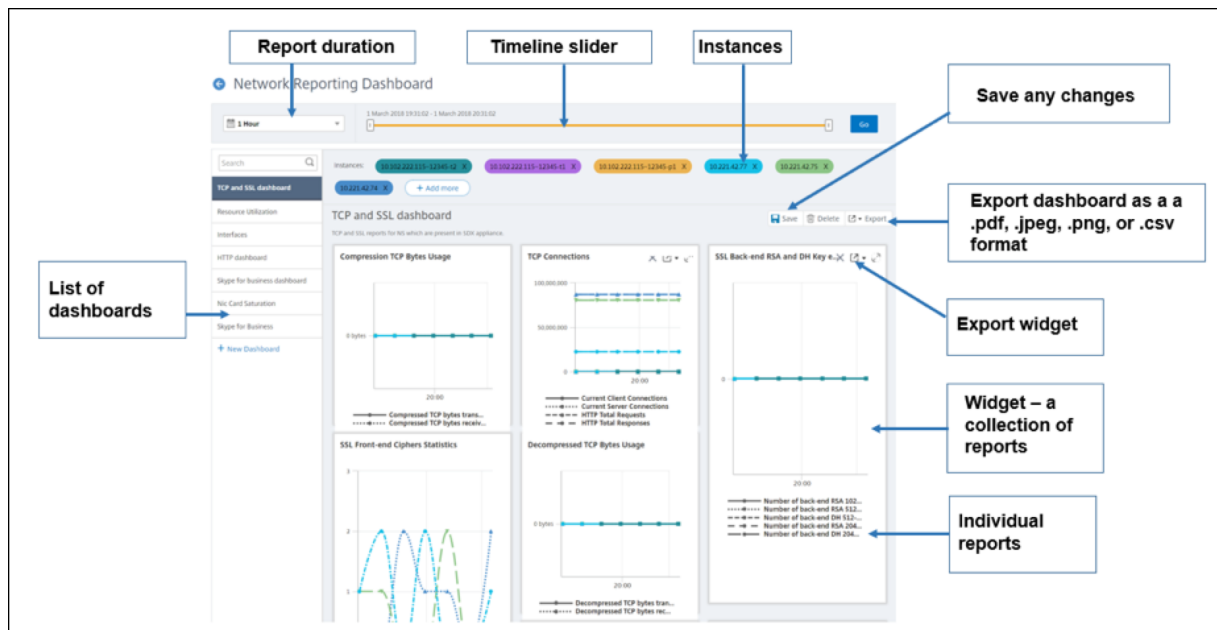 Report duration
Timeline slider
Instances
Save any changes
Network Reporting Dashboard
1 Hour
1 March 2018 19:31:02 - 1 March 2018 20:31:02
Go
Search
Instances:
10.102.222.115--12345-t2 X
10.102.222.115--12345-t1 X
10.102.222.115--12345-p1 X
10.221.42.77 X
10.221.42.75 X
10.221.42.74 X
+ Add more
TCP and SSL dashboard
Resource Utilization
Interfaces
HTTP dashboard
Skype for business dashboard
Nic Card Saturation
Skype for Business
+ New Dashboard
List of
dashboards
TCP and SSL dashboard
Save
Delete
Export
TCP and SSL reports for NS which are present in SDX appliance.
Export dashboard as a a
.pdf, .jpeg, .png, or .csv
format
Compression TCP Bytes Usage
0 bytes
20:00
Compressed TCP bytes trans...
Compressed TCP bytes receiv...
TCP Connections
100,000,000
50,000,000
0
20:00
Current Client Connections
Current Server Connections
HTTP Total Requests
HTTP Total Responses
SSL Back-end RSA and DH Key e...
0
20:00
Number of back-end RSA 102...
Number of back-end RSA 512...
Number of back-end DH 512-...
Number of back-end RSA 204...
Number of back-end DH 204...
Export widget
Widget – a
collection of
reports
Individual
reports
SSL Front-end Ciphers Statistics
3
2
1
Decompressed TCP Bytes Usage
0 bytes
20:00
Decompressed TCP bytes tran...
Decompressed TCP bytes rec...